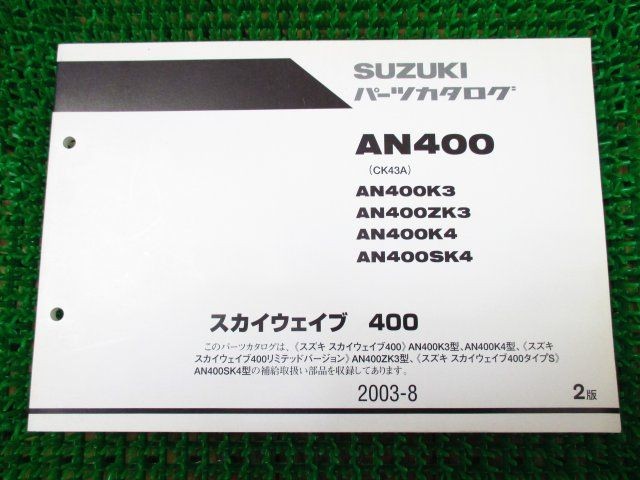 SUZUKI
パーツカタログ
AN400
(CK43A)
AN400K3
AN400ZK3
AN400K4
AN400SK4
スカイウェイブ 400
このパーツカタログは、《スズキ スカイウェイブ400》AN400K3型、AN400K4型、《スズキ
スカイウェイブ400リミテッドバージョン》AN400ZK3型、《スズキ スカイウェイブ400タイプS》
AN400SK4型の補給取扱い部品を収録してあります。
2003-8
2版